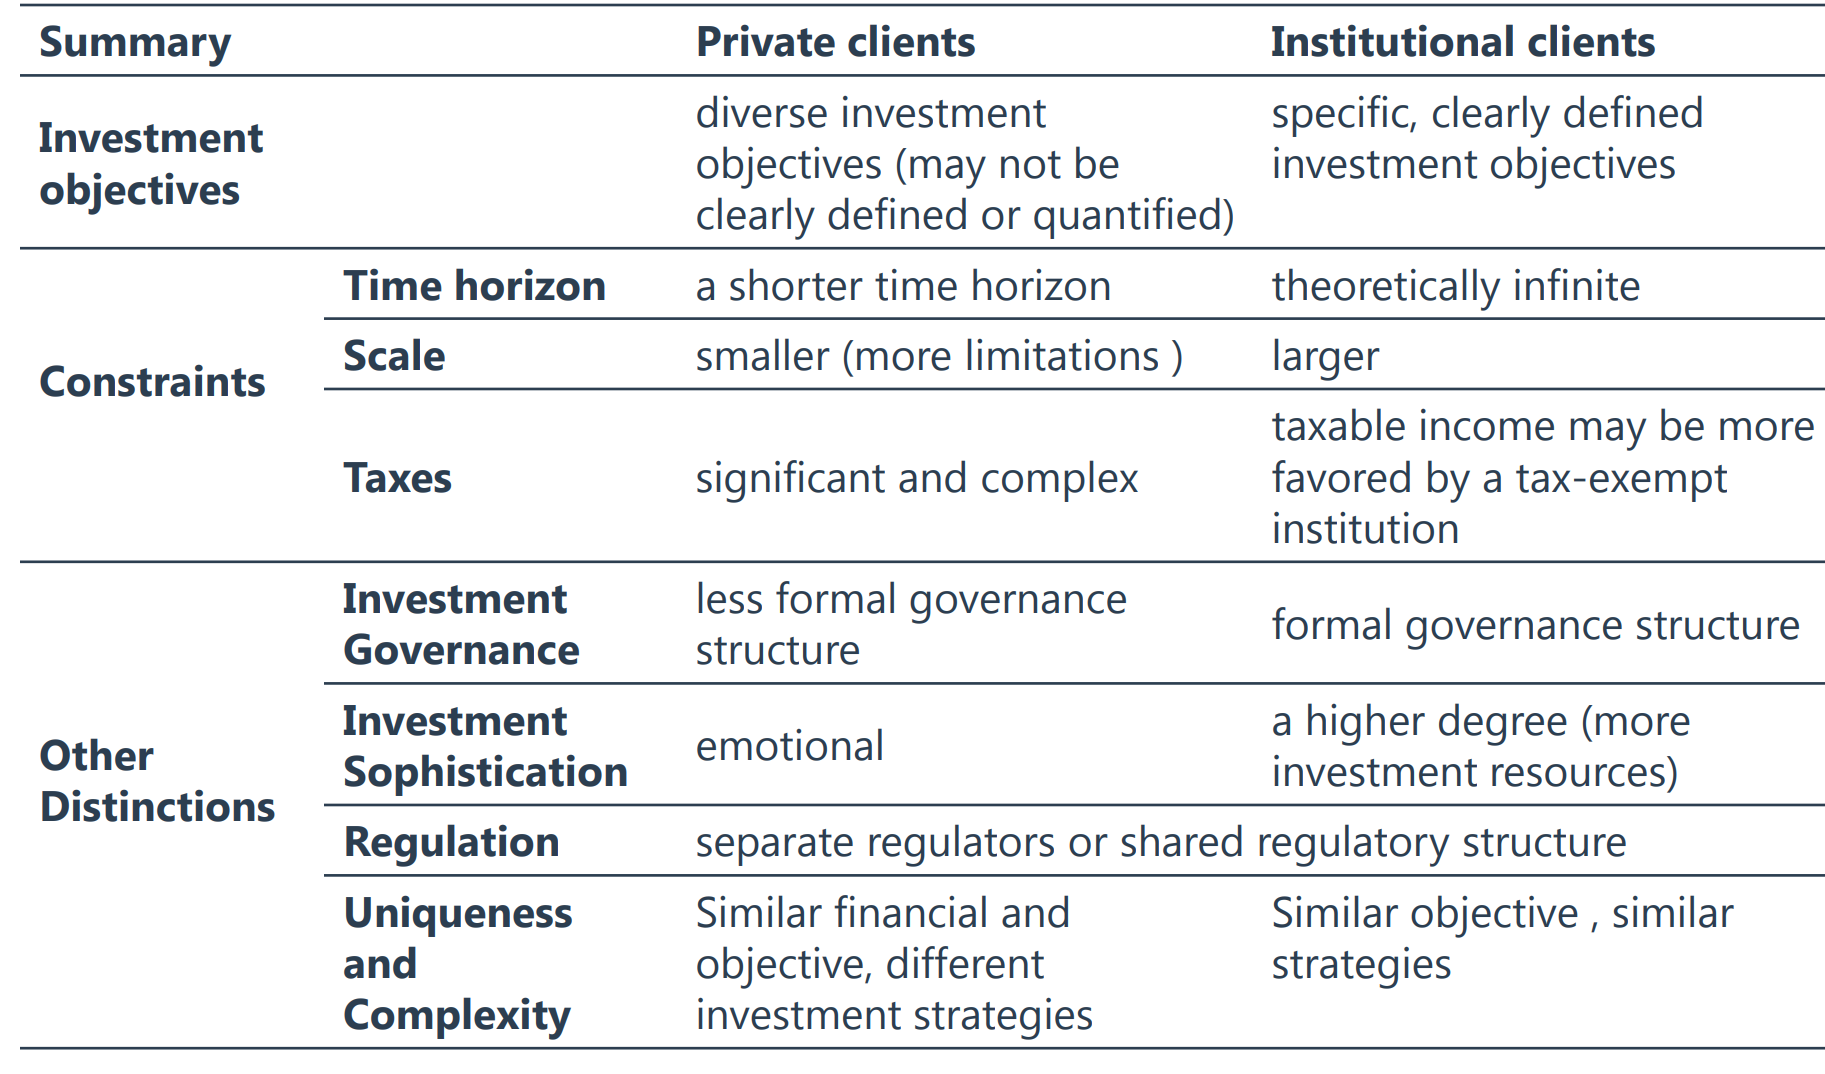 Summary Private clients Institutional clients
Investment
objectives
diverse investment
objectives (may not be
clearly defined or quantified)
specific, clearly defined
investment objectives
Constraints
Time horizon a shorter time horizon theoretically infinite
Scale smaller (more limitations ) larger
Taxes significant and complex
taxable income may be more
favored by a tax-exempt
institution
Other
Distinctions
Investment
Governance
less formal governance
structure
formal governance structure
Investment
Sophistication
emotional
a higher degree (more
investment resources)
Regulation separate regulators or shared regulatory structure
Uniqueness
and
Complexity
Similar financial and
objective, different
investment strategies
Similar objective , similar
strategies